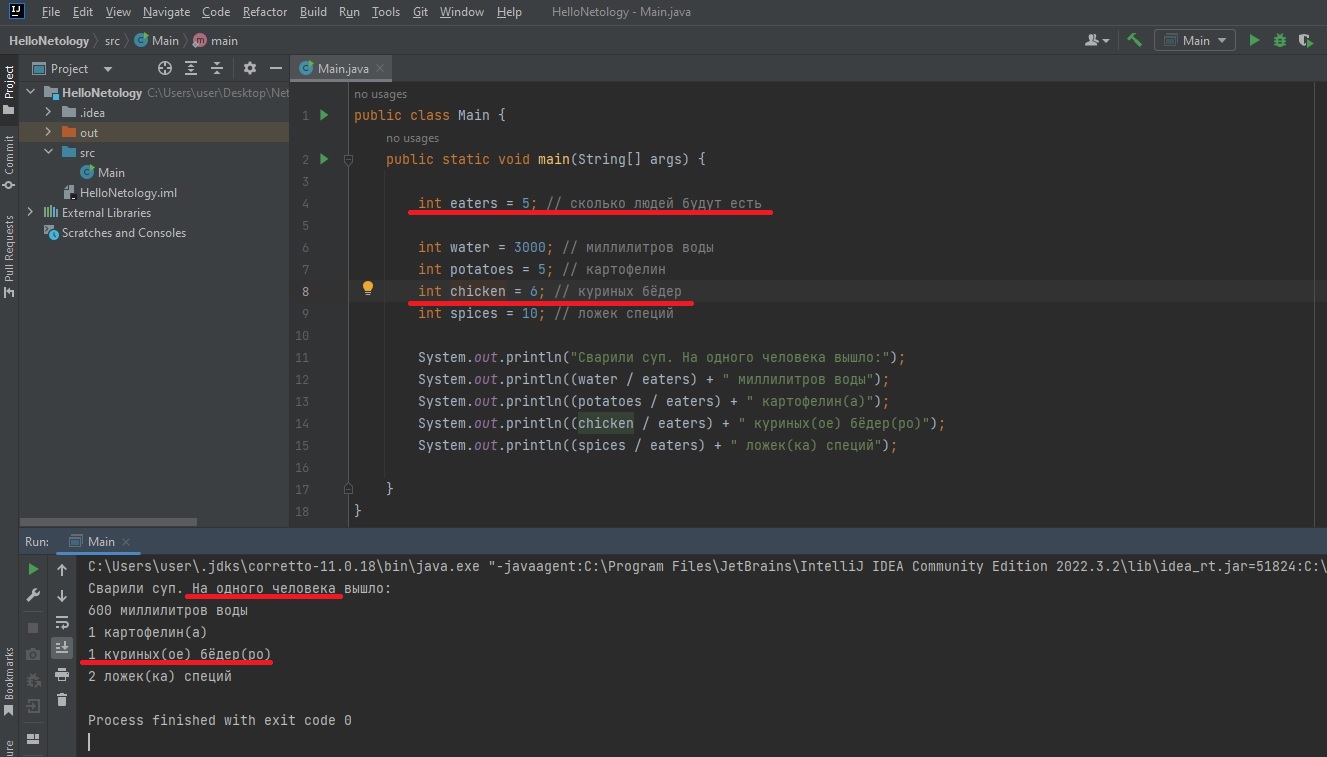 File Edit View Navigate Code Refactor Build Run Tools Git Window Help HelloNetology - Main.java
HelloNetology src Main main Main
Project Main.java
Project
Commit
Pull Requests
Bookmarks
HelloNetology C:\Users\user\Desktop\Net
.idea
out
src
Main
HelloNetology.iml
External Libraries
Scratches and Consoles
no usages
1 public class Main {
no usages
2 public static void main(String[] args) {
3
4 int eaters = 5; // сколько людей будут есть
5
6 int water = 3000; // миллилитров воды
7 int potatoes = 5; // картофелин
8 int chicken = 6; // куриных бёдер
9 int spices = 10; // ложек специй
10
11 System.out.println("Сварили суп. На одного человека вышло:");
12 System.out.println((water / eaters) + " миллилитров воды");
13 System.out.println((potatoes / eaters) + " картофелин(а)");
14 System.out.println((chicken / eaters) + " куриных(ое) бёдер(ро)");
15 System.out.println((spices / eaters) + " ложек(ка) специй");
16
17 }
18 }
Run: Main
C:\Users\user\.jdks\corretto-11.0.18\bin\java.exe "-javaagent:C:\Program Files\JetBrains\IntelliJ IDEA Community Edition 2022.3.2\lib\idea_rt.jar=51824:C:\
Сварили суп. На одного человека вышло:
600 миллилитров воды
1 картофелин(а)
1 куриных(ое) бёдер(ро)
2 ложек(ка) специй
Process finished with exit code 0